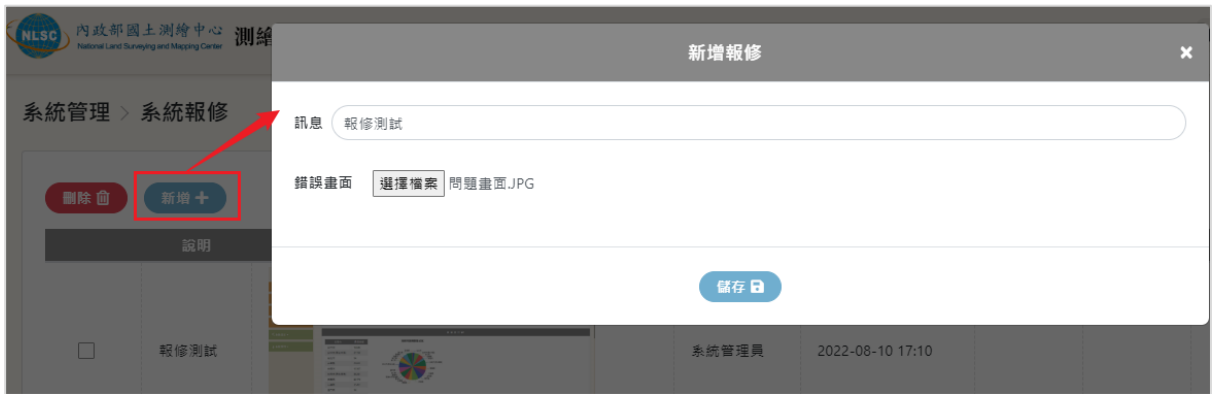 NLSC 內政部國土測繪中心 測繪
National Land Surveying and Mapping Center
新增報修 ×
系統管理 > 系統報修
訊息 報修測試
錯誤畫面 選擇檔案 問題畫面.JPG
刪除 新增 +
說明
儲存
報修測試 系統管理員 2022-08-10 17:10